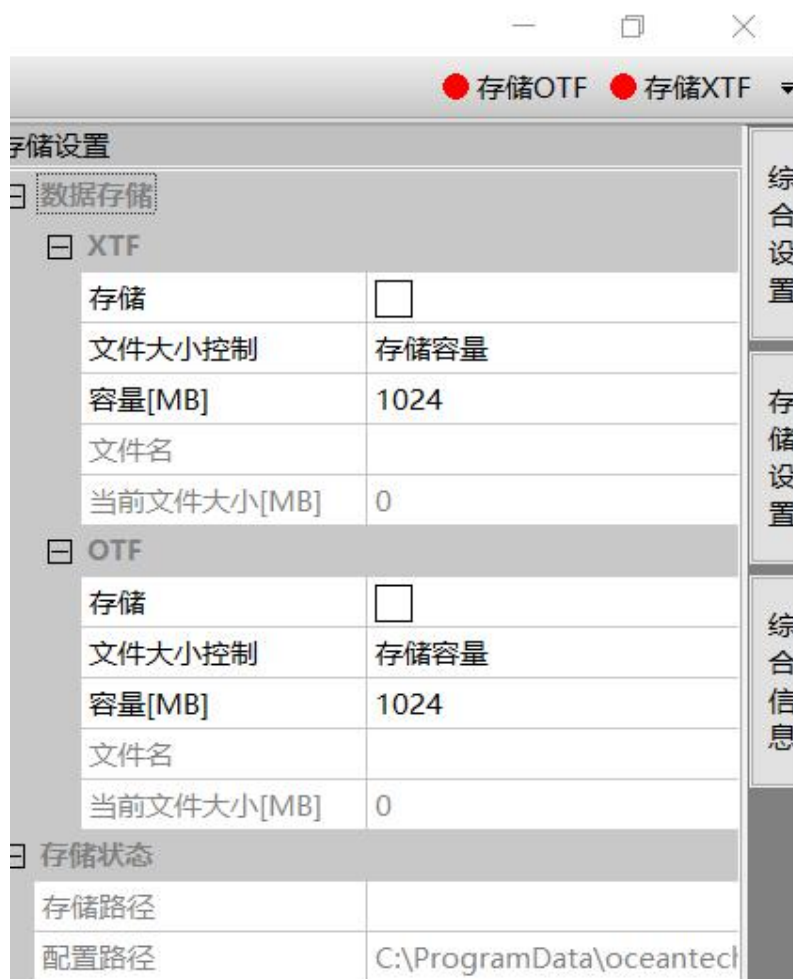 存储OTF 存储XTF
存储设置
数据存储
XTF
存储
文件大小控制 存储容量
容量[MB] 1024
文件名
当前文件大小[MB] 0
OTF
存储
文件大小控制 存储容量
容量[MB] 1024
文件名
当前文件大小[MB] 0
存储状态
存储路径
配置路径 C:\ProgramData\oceantech
综合设置
存储设置
综合信息